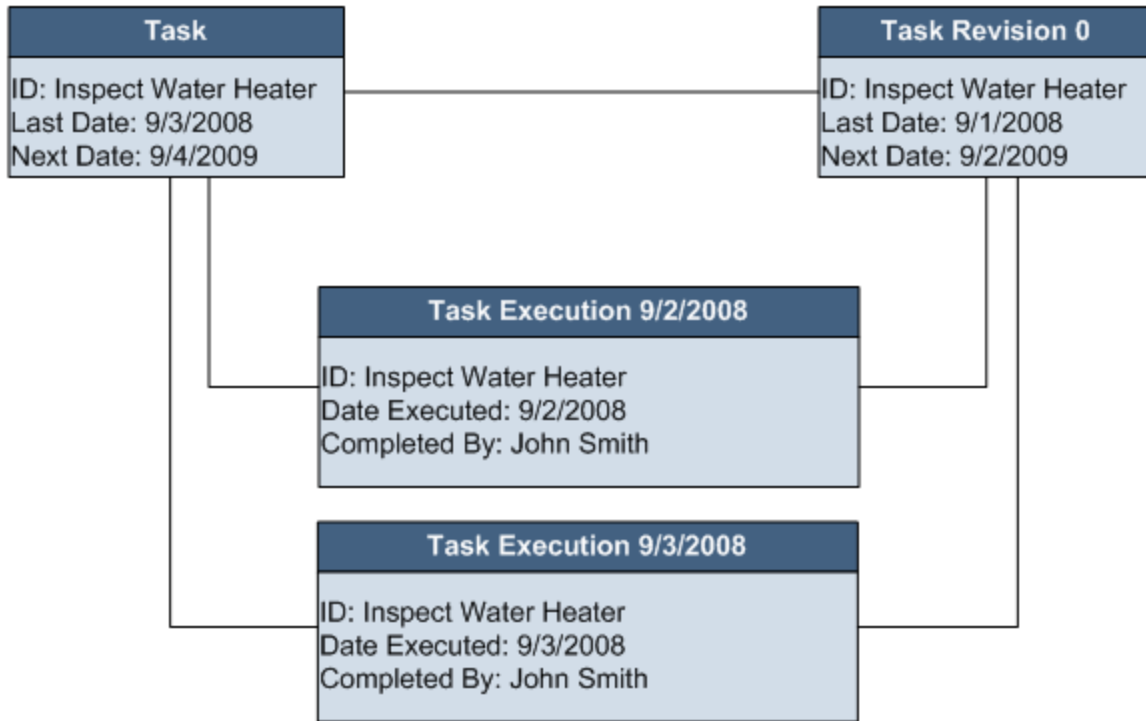 Task
ID: Inspect Water Heater
Last Date: 9/3/2008
Next Date: 9/4/2009
Task Revision 0
ID: Inspect Water Heater
Last Date: 9/1/2008
Next Date: 9/2/2009
Task Execution 9/2/2008
ID: Inspect Water Heater
Date Executed: 9/2/2008
Completed By: John Smith
Task Execution 9/3/2008
ID: Inspect Water Heater
Date Executed: 9/3/2008
Completed By: John Smith